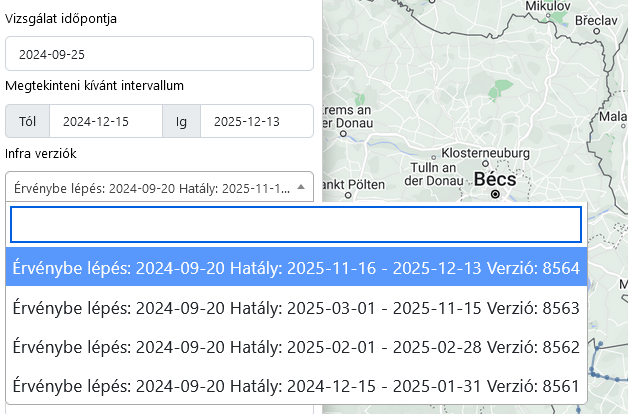 Vizsgálat időpontja
2024-09-25
Megtekinteni kívánt intervallum
Tól 2024-12-15 Ig 2025-12-13
Infra verziók
Érvénybe lépés: 2024-09-20 Hatály: 2025-11-1...
Érvénybe lépés: 2024-09-20 Hatály: 2025-11-16 - 2025-12-13 Verzió: 8564
Érvénybe lépés: 2024-09-20 Hatály: 2025-03-01 - 2025-11-15 Verzió: 8563
Érvénybe lépés: 2024-09-20 Hatály: 2025-02-01 - 2025-02-28 Verzió: 8562
Érvénybe lépés: 2024-09-20 Hatály: 2024-12-15 - 2025-01-31 Verzió: 8561
Mikulov
Břeclav
rems an
der Donau
Mala
Klosterneuburg
Tulln an
der Donau
Bécs
ankt Pölten